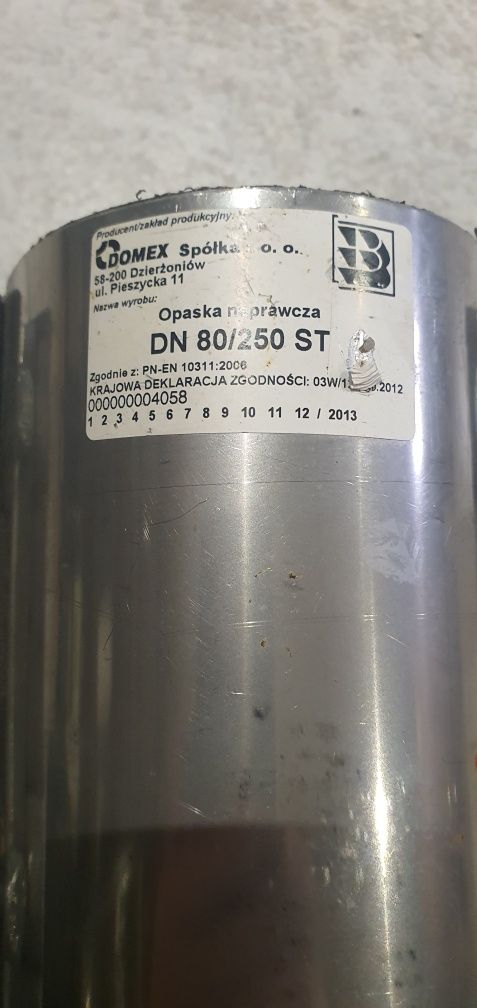 Producent/zakład produkcyjny:
DOMEX Spółka o. o.
58-200 Dzierżoniów
ul. Pieszycka 11
Nazwa wyrobu:
Opaska naprawcza
DN 80/250 ST
Zgodnie z: PN-EN 10311:2006
KRAJOWA DEKLARACJA ZGODNOŚCI: 03W/1 .2012
000000004058
1 2 3 4 5 6 7 8 9 10 11 12 / 2013
B